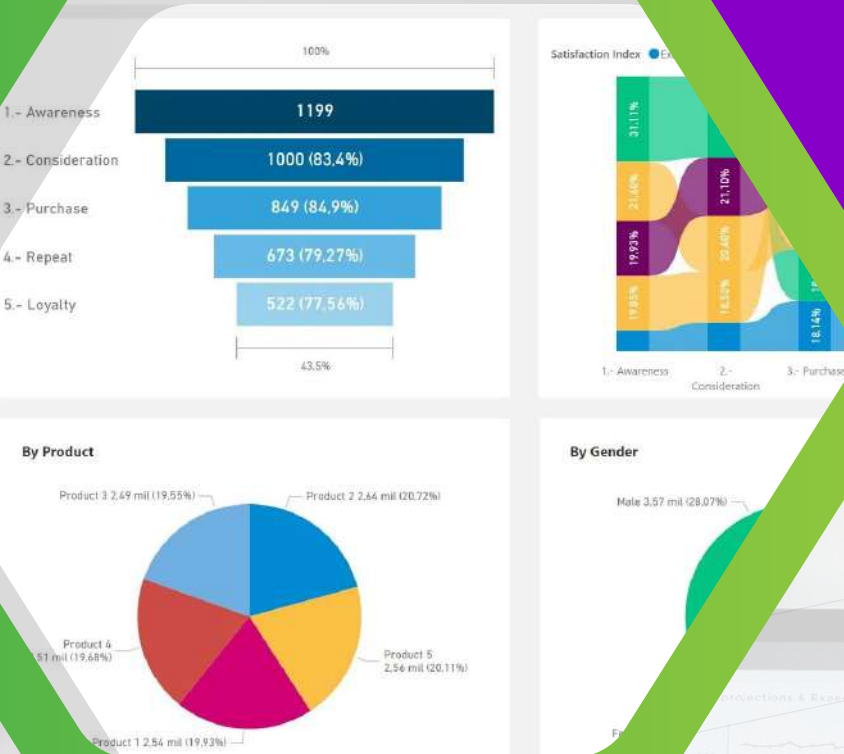 100%
1.- Awareness
1199
2.- Consideration
1000 (83,4%)
3.- Purchase
849 (84,9%)
4.- Repeat
673 (79,27%)
5.- Loyalty
522 (77,56%)
43.5%
Satisfaction Index
31,11%
21,60%
19,93%
19,85%
21,10%
20,40%
18,50%
18,14%
1.- Awareness
2.-
Consideration
3.- Purchase
By Product
Product 3 2,49 mil (19,55%)
Product 2 2,64 mil (20,72%)
Product 4
51 mil (19,68%)
Product 5
2,56 mil (20,11%)
Product 1 2,54 mil (19,93%)
By Gender
Male 3,57 mil (28,07%)